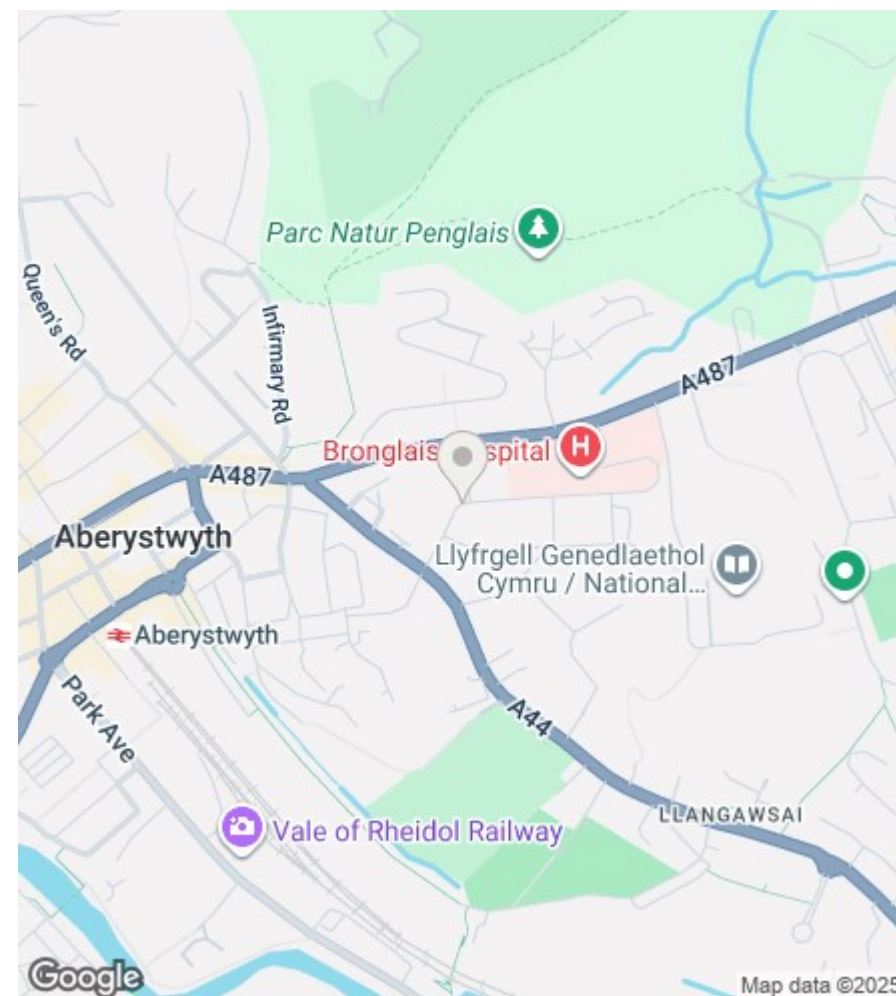 Parc Natur Penglais
Queen's Rd
Infirmary Rd
A487
Bronglais
spital
H
A487
Aberystwyth
Llyfrgell Genedlaethol
Cymru / National...
Aberystwyth
Park Ave
A44
LLANGAWSAI
Vale of Rheidol Railway
Google
Map data ©2025